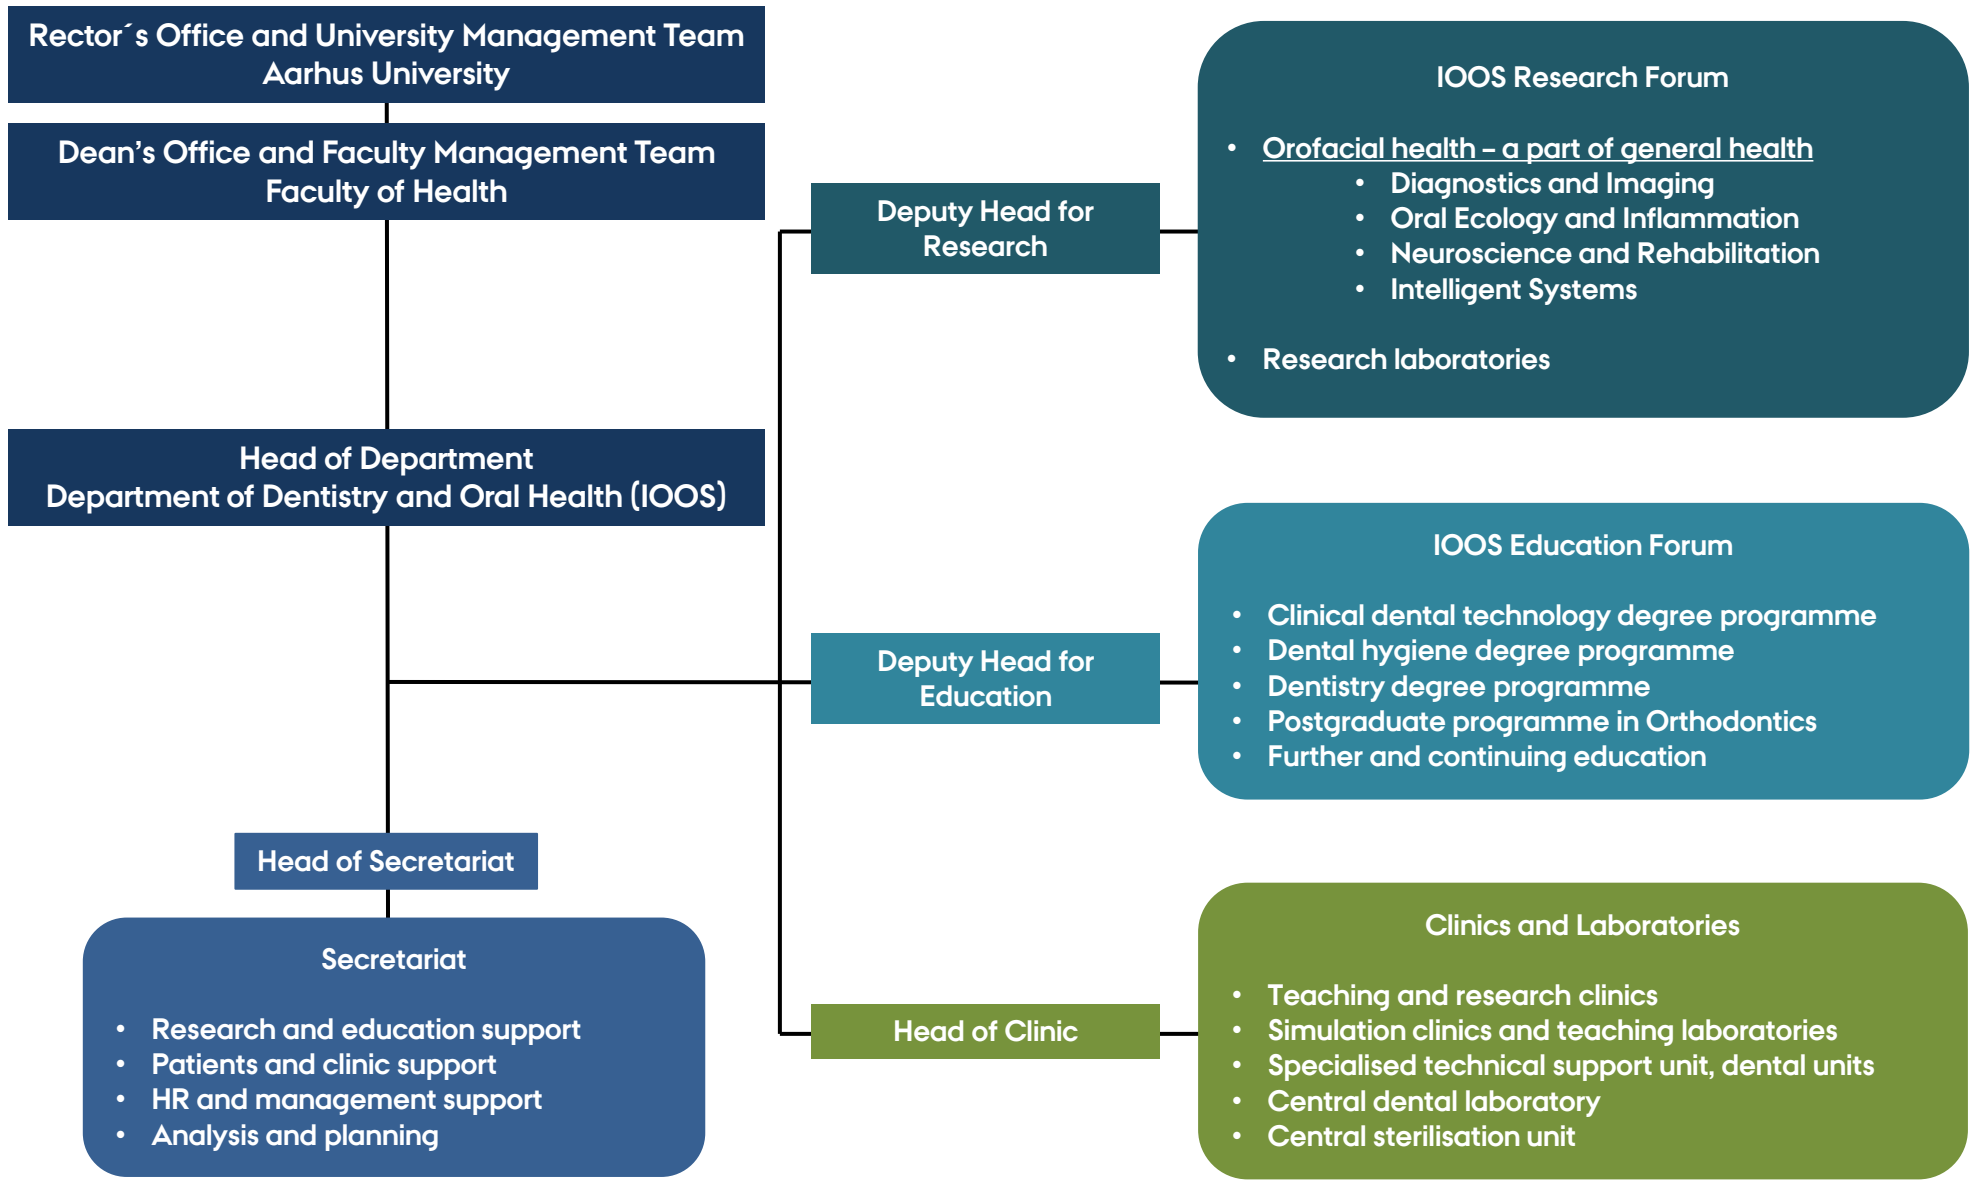 Rector´s Office and University Management Team
Aarhus University
Dean’s Office and Faculty Management Team
Faculty of Health
Head of Department
Department of Dentistry and Oral Health (IOOS)
Head of Secretariat
Secretariat
• Research and education support
• Patients and clinic support
• HR and management support
• Analysis and planning
Deputy Head for
Research
IOOS Research Forum
• Orofacial health – a part of general health
• Diagnostics and Imaging
• Oral Ecology and Inflammation
• Neuroscience and Rehabilitation
• Intelligent Systems
• Research laboratories
Deputy Head for
Education
IOOS Education Forum
• Clinical dental technology degree programme
• Dental hygiene degree programme
• Dentistry degree programme
• Postgraduate programme in Orthodontics
• Further and continuing education
Head of Clinic
Clinics and Laboratories
• Teaching and research clinics
• Simulation clinics and teaching laboratories
• Specialised technical support unit, dental units
• Central dental laboratory
• Central sterilisation unit